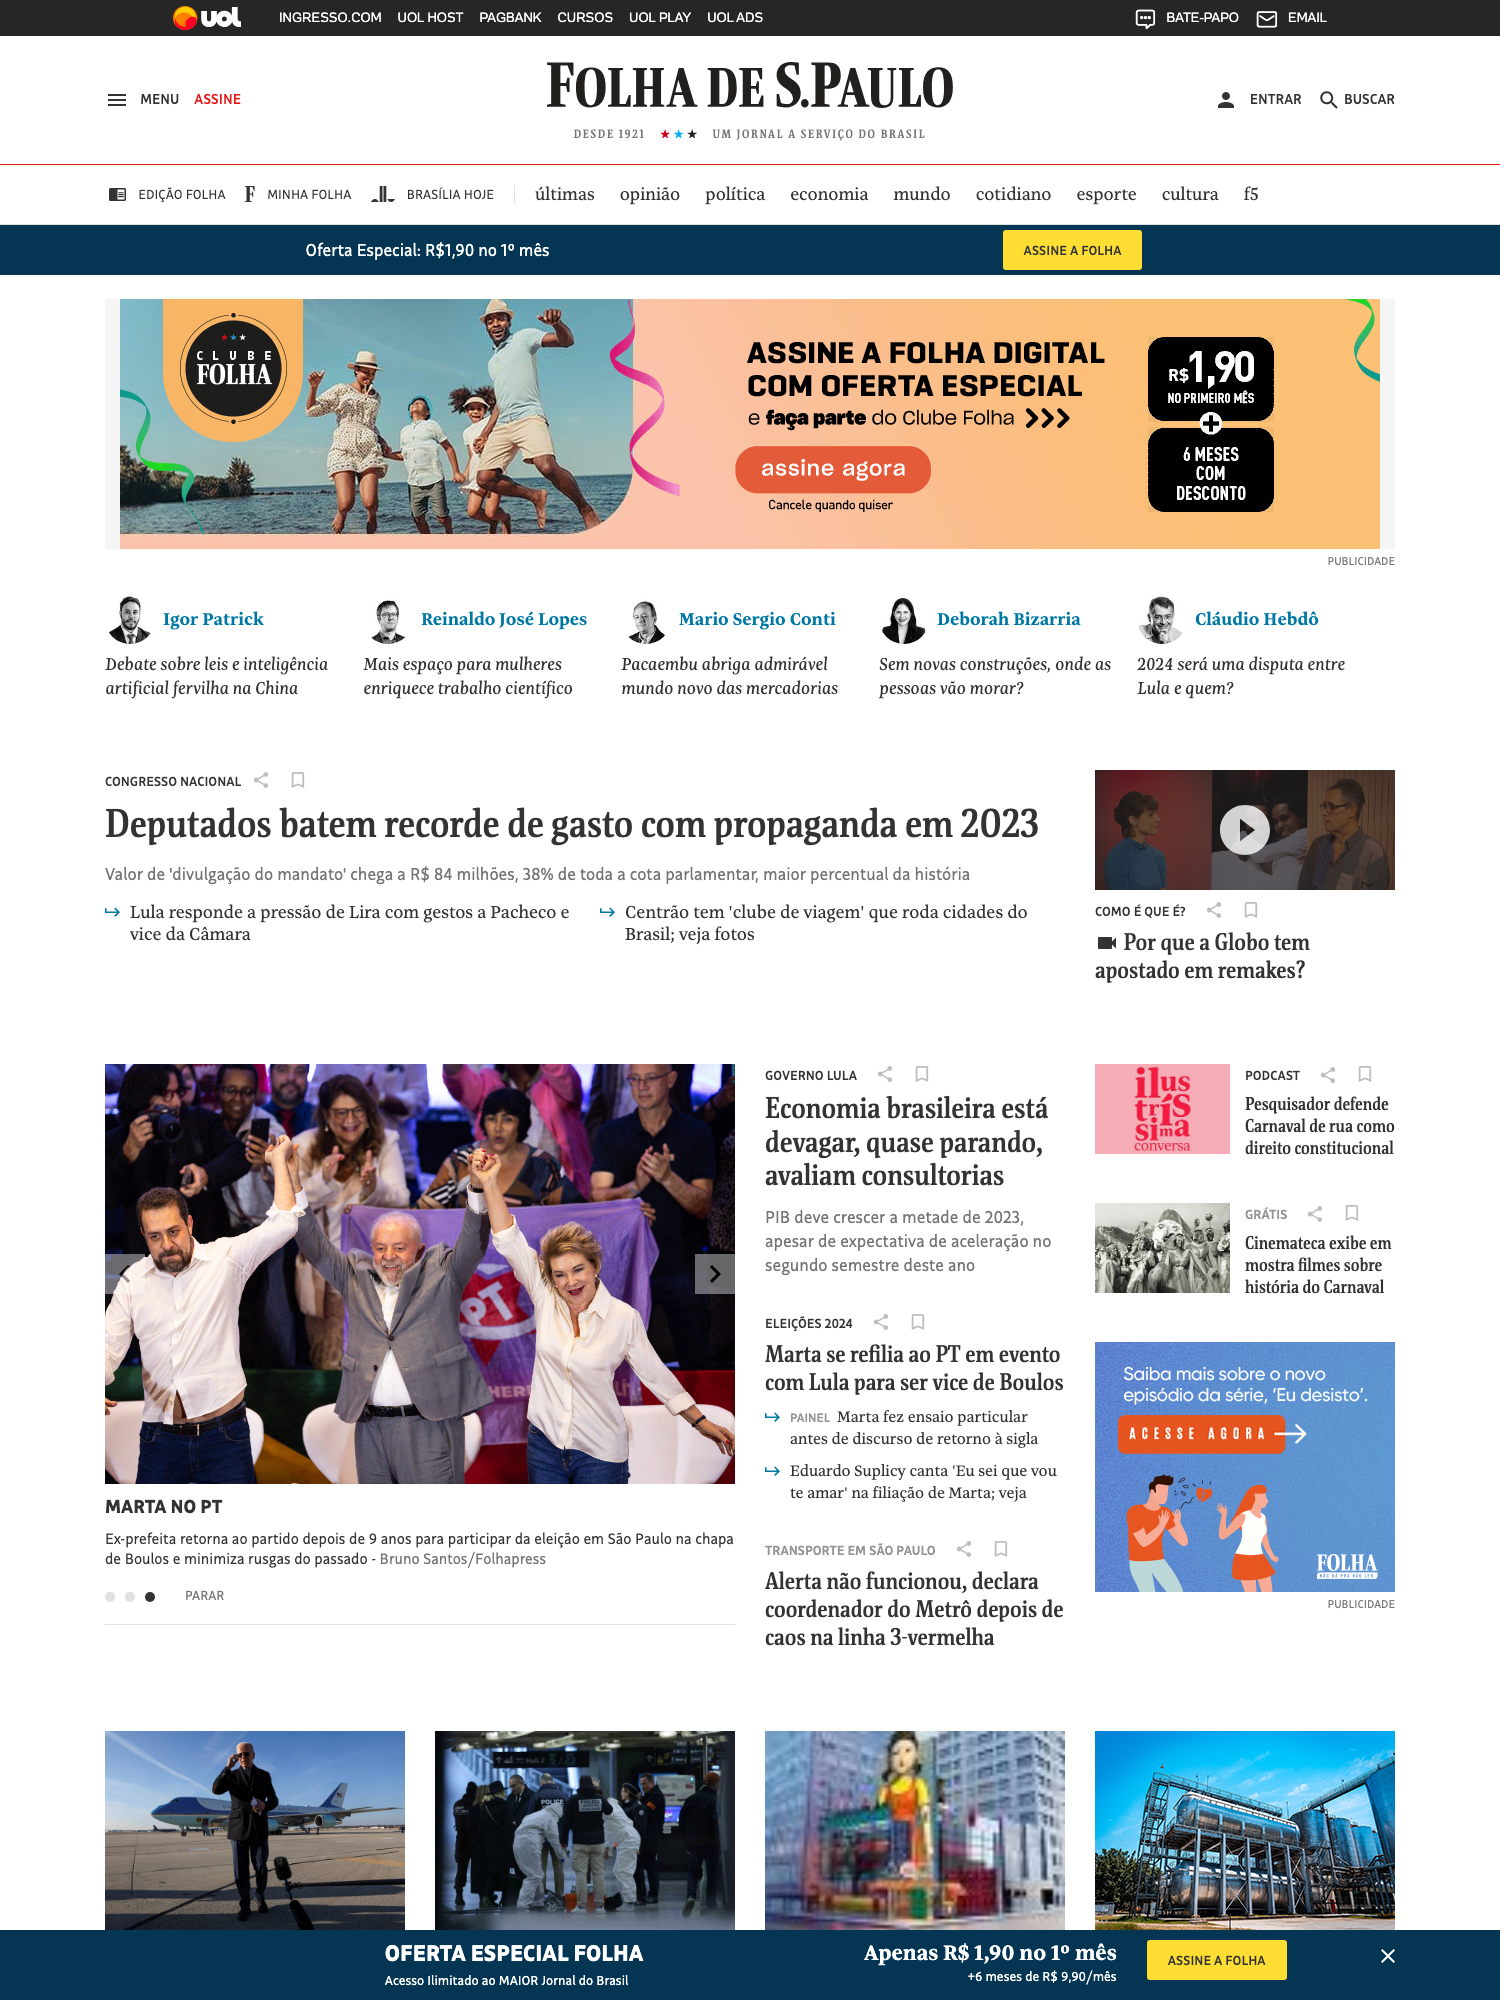 uol INGRESSO.COM UOL HOST PAGBANK CURSOS UOL PLAY UOL ADS BATE-PAPO EMAIL
MENU ASSINE
FOLHA DE S.PAULO
DESDE 1921 ★★★ UM JORNAL A SERVIÇO DO BRASIL
ENTRAR BUSCAR
EDIÇÃO FOLHA F MINHA FOLHA BRASÍLIA HOJE últimas opinião política economia mundo cotidiano esporte cultura f5
Oferta Especial: R$1,90 no 1º mês ASSINE A FOLHA
CLUBE
FOLHA
ASSINE A FOLHA DIGITAL
COM OFERTA ESPECIAL
e faça parte do Clube Folha
assine agora
Cancele quando quiser
R$1,90
NO PRIMEIRO MÊS
+
6 MESES
COM
DESCONTO
PUBLICIDADE
Igor Patrick
Debate sobre leis e inteligência
artificial fervilha na China
Reinaldo José Lopes
Mais espaço para mulheres
enriquece trabalho científico
Mario Sergio Conti
Pacaembu abriga admirável
mundo novo das mercadorias
Deborah Bizarria
Sem novas construções, onde as
pessoas vão morar?
Cláudio Hebdô
2024 será uma disputa entre
Lula e quem?
CONGRESSO NACIONAL
Deputados batem recorde de gasto com propaganda em 2023
Valor de 'divulgação do mandato' chega a R$ 84 milhões, 38% de toda a cota parlamentar, maior percentual da história
Lula responde a pressão de Lira com gestos a Pacheco e
vice da Câmara
Centrão tem 'clube de viagem' que roda cidades do
Brasil; veja fotos
COMO É QUE É?
Por que a Globo tem
apostado em remakes?
PT
MARTA NO PT
Ex-prefeita retorna ao partido depois de 9 anos para participar da eleição em São Paulo na chapa
de Boulos e minimiza rusgas do passado - Bruno Santos/Folhapress
PARAR
GOVERNO LULA
Economia brasileira está
devagar, quase parando,
avaliam consultorias
PIB deve crescer a metade de 2023,
apesar de expectativa de aceleração no
segundo semestre deste ano
ELEIÇÕES 2024
Marta se refilia ao PT em evento
com Lula para ser vice de Boulos
PAINEL Marta fez ensaio particular
antes de discurso de retorno à sigla
Eduardo Suplicy canta 'Eu sei que vou
te amar' na filiação de Marta; veja
TRANSPORTE EM SÃO PAULO
Alerta não funcionou, declara
coordenador do Metrô depois de
caos na linha 3-vermelha
ilus
trís
sima
conversa
PODCAST
Pesquisador defende
Carnaval de rua como
direito constitucional
GRÁTIS
Cinemateca exibe em
mostra filmes sobre
história do Carnaval
Saiba mais sobre o novo
episódio da série, 'Eu desisto'.
ACESSE AGORA
FOLHA
NÃO DÁ PRA NÃO LER
PUBLICIDADE
POLICE
OFERTA ESPECIAL FOLHA
Acesso Ilimitado ao MAIOR Jornal do Brasil
Apenas R$ 1,90 no 1º mês
+6 meses de R$ 9,90/mês
ASSINE A FOLHA